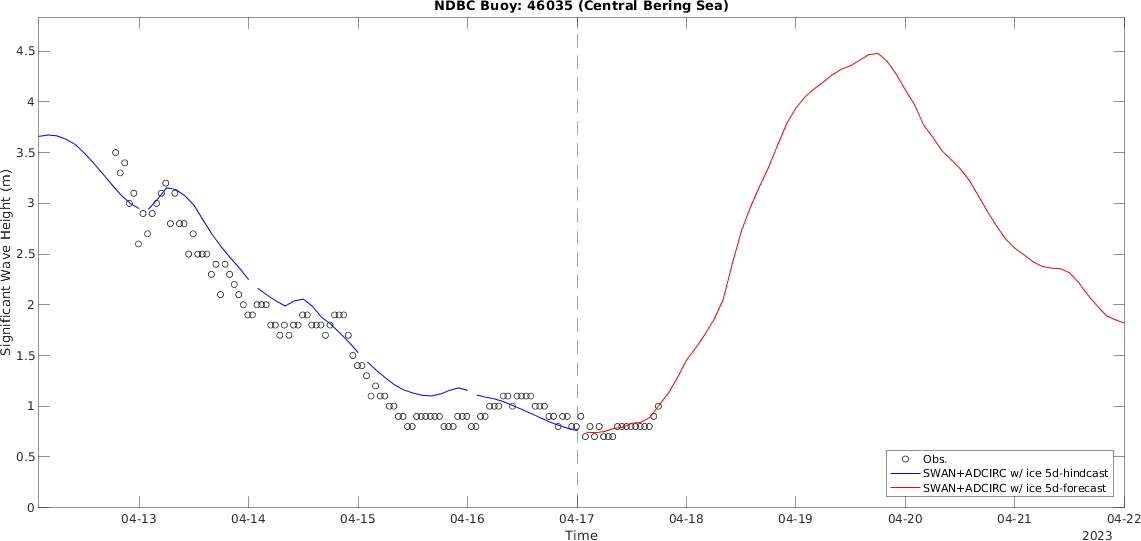 NDBC Buoy: 46035 (Central Bering Sea)
4.5
4
3.5
3
2.5
2
1.5
1
0.5
0
Significant Wave Height (m)
Obs.
SWAN+ADCIRC w/ ice 5d-hindcast
SWAN+ADCIRC w/ ice 5d-forecast
04-13 04-14 04-15 04-16 04-17 04-18 04-19 04-20 04-21 04-22
Time
2023